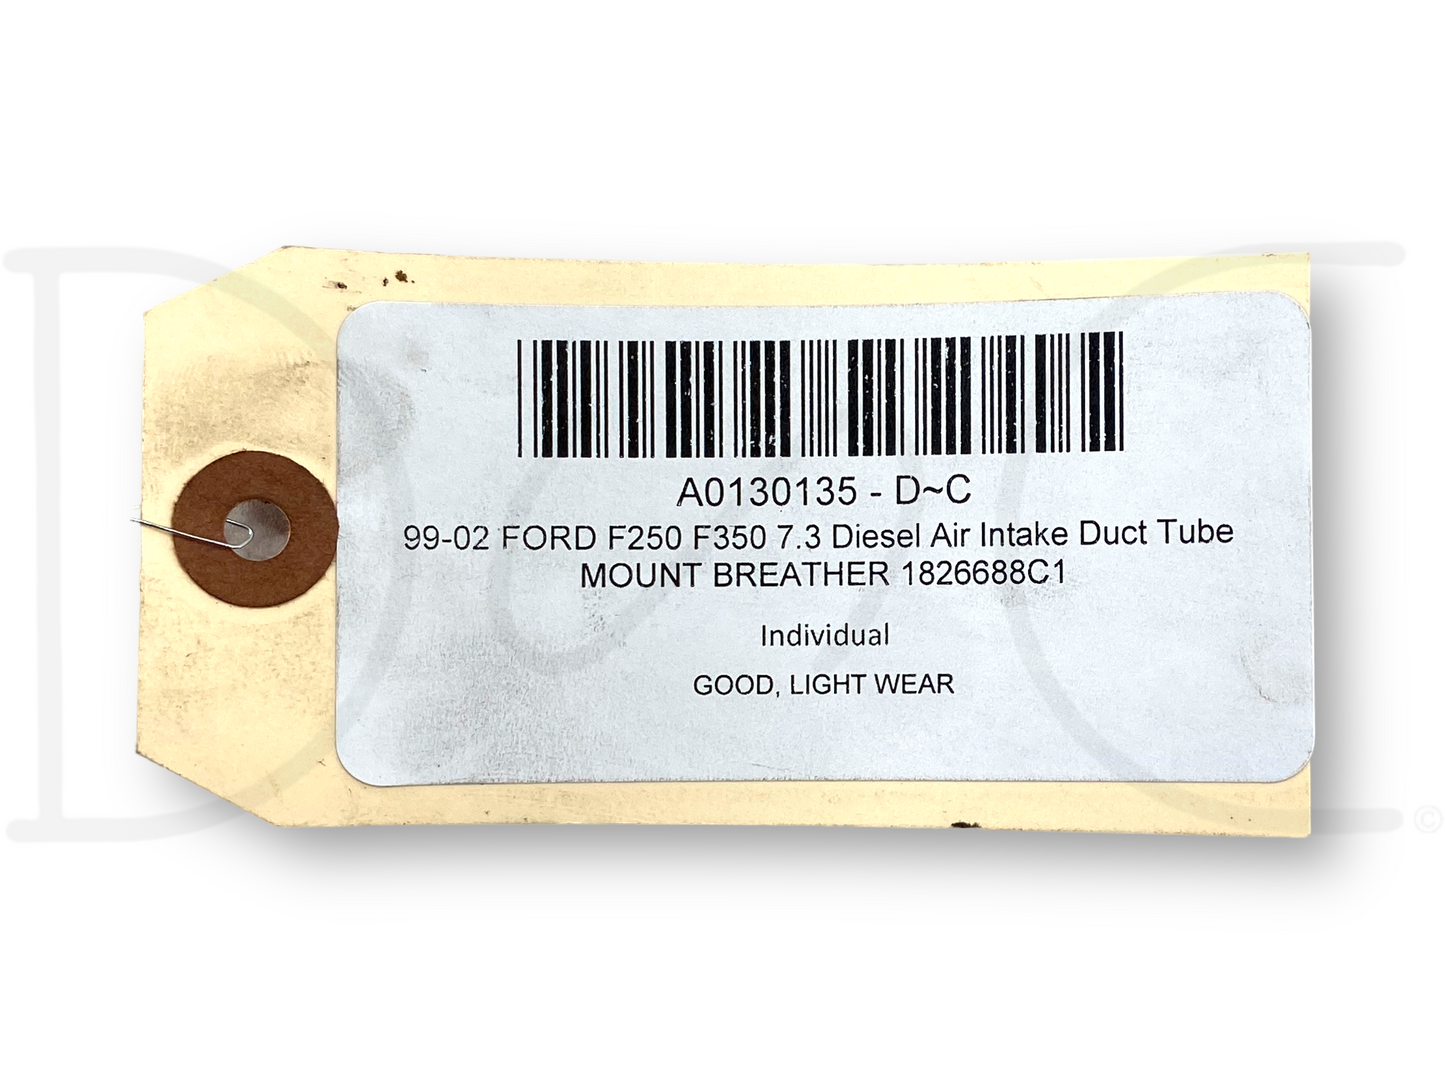 A0130135 - D~C
99-02 FORD F250 F350 7.3 Diesel Air Intake Duct Tube
MOUNT BREATHER 1826688C1
Individual
GOOD, LIGHT WEAR
D C ©